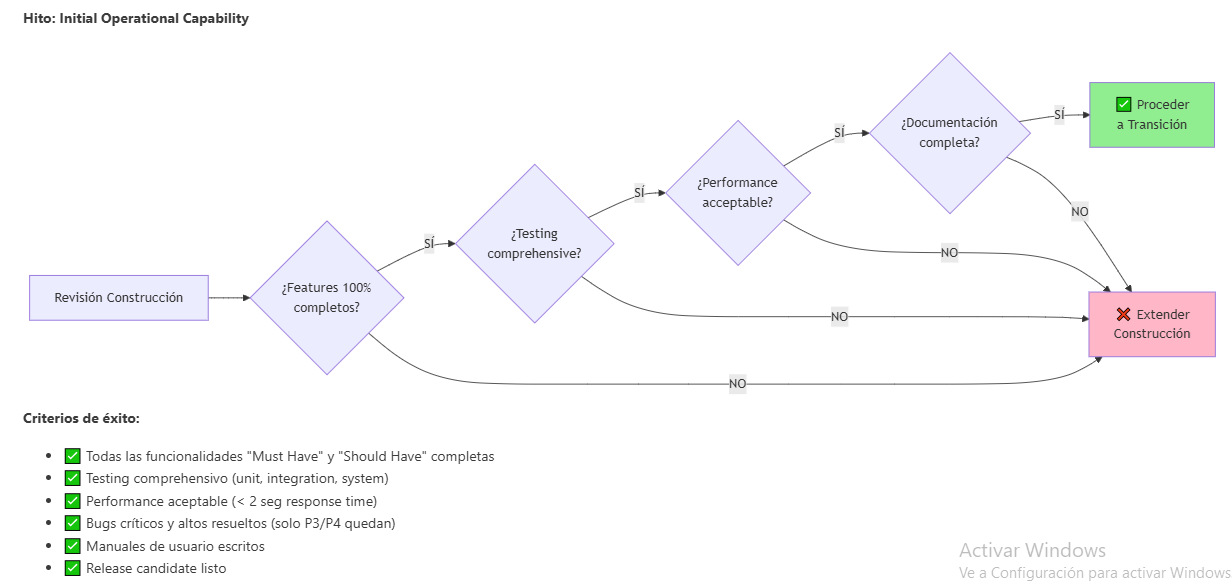 Hito: Initial Operational Capability
Revisión Construcción
¿Features 100%
completos?
SÍ
NO
¿Testing
comprehensive?
SÍ
NO
¿Performance
acceptable?
SÍ
NO
¿Documentación
completa?
SÍ
NO
✅ Proceder
a Transición
❌ Extender
Construcción
Criterios de éxito:
• ✅ Todas las funcionalidades "Must Have" y "Should Have" completas
• ✅ Testing comprehensivo (unit, integration, system)
• ✅ Performance aceptable (< 2 seg response time)
• ✅ Bugs críticos y altos resueltos (solo P3/P4 quedan)
• ✅ Manuales de usuario escritos
• ✅ Release candidate listo
Activar Windows
Ve a Configuración para activar Windows